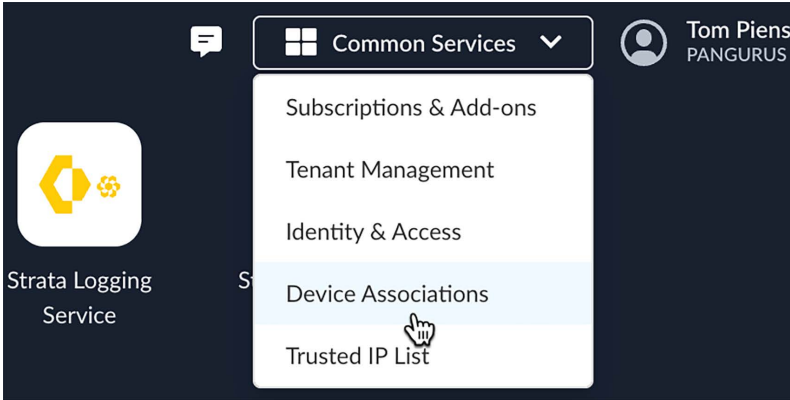 Common Services
Tom Piens
PANGURUS
Subscriptions & Add-ons
Tenant Management
Identity & Access
Device Associations
Trusted IP List
Strata Logging
Service